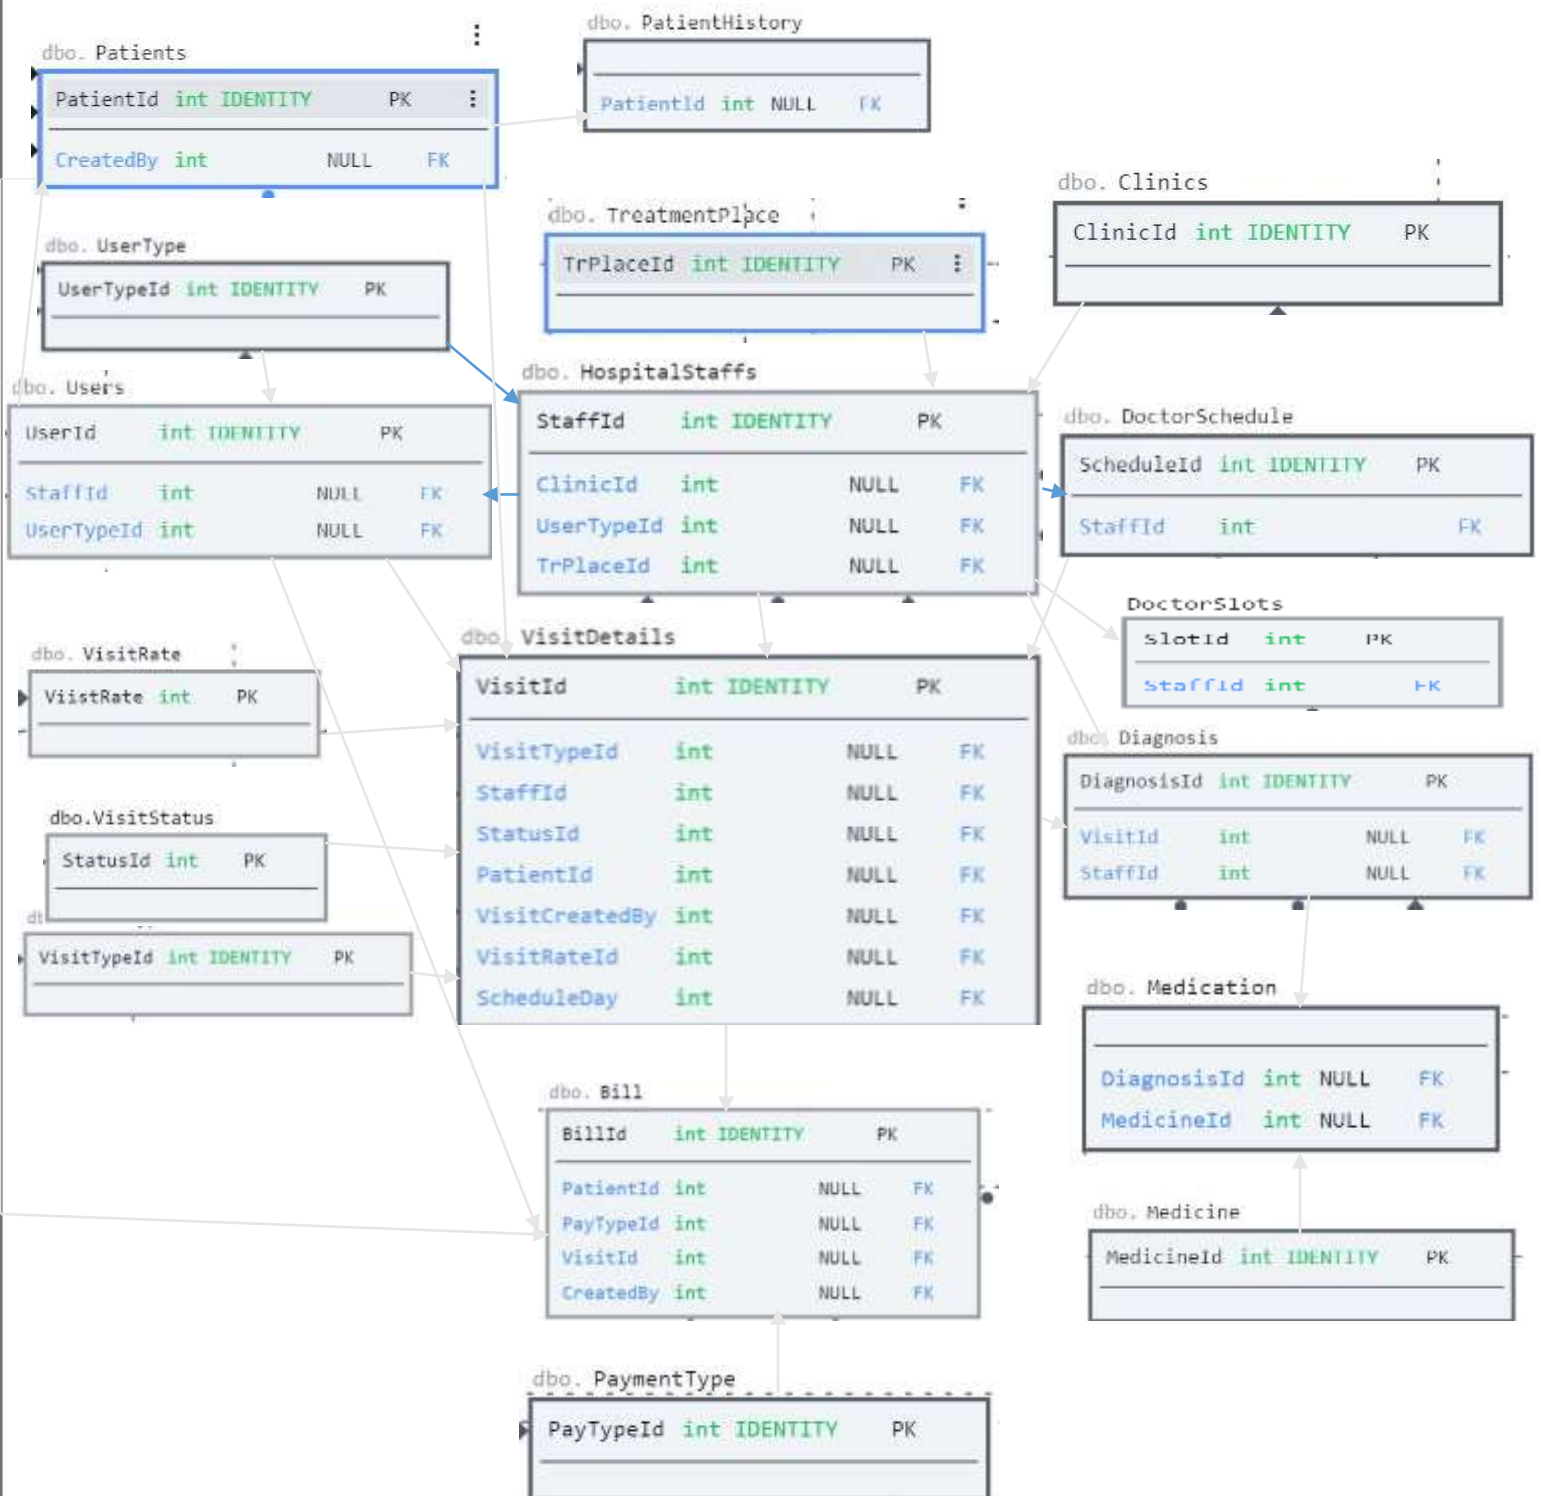 dbo. Patients
PatientId int IDENTITY PK
CreatedBy int NULL FK
dbo. PatientHistory
PatientId int NULL FK
dbo. UserType
UserTypeId int IDENTITY PK
dbo. TreatmentPlace
TrPlaceId int IDENTITY PK
dbo. Clinics
ClinicId int IDENTITY PK
dbo. Users
UserId int IDENTITY PK
StaffId int NULL FK
UserTypeId int NULL FK
dbo. HospitalStaffs
StaffId int IDENTITY PK
ClinicId int NULL FK
UserTypeId int NULL FK
TrPlaceId int NULL FK
dbo. DoctorSchedule
ScheduleId int IDENTITY PK
StaffId int FK
DoctorSlots
SlotId int PK
StaffId int FK
dbo. VisitRate
ViistRate int PK
dbo.VisitStatus
StatusId int PK
VisitTypeId int IDENTITY PK
dbo. VisitDetails
VisitId int IDENTITY PK
VisitTypeId int NULL FK
StaffId int NULL FK
StatusId int NULL FK
PatientId int NULL FK
VisitCreatedBy int NULL FK
VisitRateId int NULL FK
ScheduleDay int NULL FK
dbo. Diagnosis
DiagnosisId int IDENTITY PK
VisitId int NULL FK
StaffId int NULL FK
dbo. Medication
DiagnosisId int NULL FK
MedicineId int NULL FK
dbo. Bill
BillId int IDENTITY PK
PatientId int NULL FK
PayTypeId int NULL FK
VisitId int NULL FK
CreatedBy int NULL FK
dbo. Medicine
MedicineId int IDENTITY PK
dbo. PaymentType
PayTypeId int IDENTITY PK